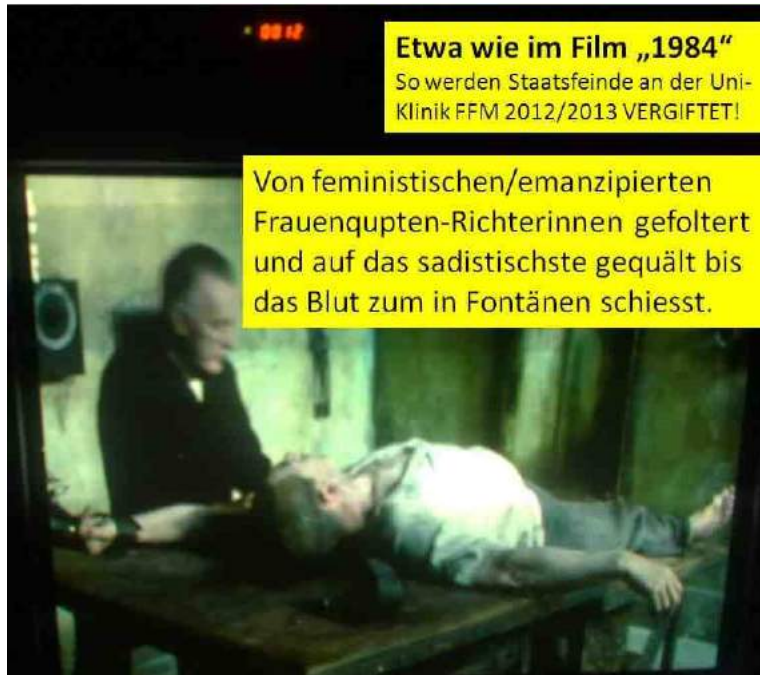 0012
Etwa wie im Film „1984“
So werden Staatsfeinde an der Uni-
Klinik FFM 2012/2013 VERGIFTET!
Von feministischen/emanzipierten
Frauenqupten-Richterinnen gefoltert
und auf das sadistischste gequält bis
das Blut zum in Fontänen schiesst.